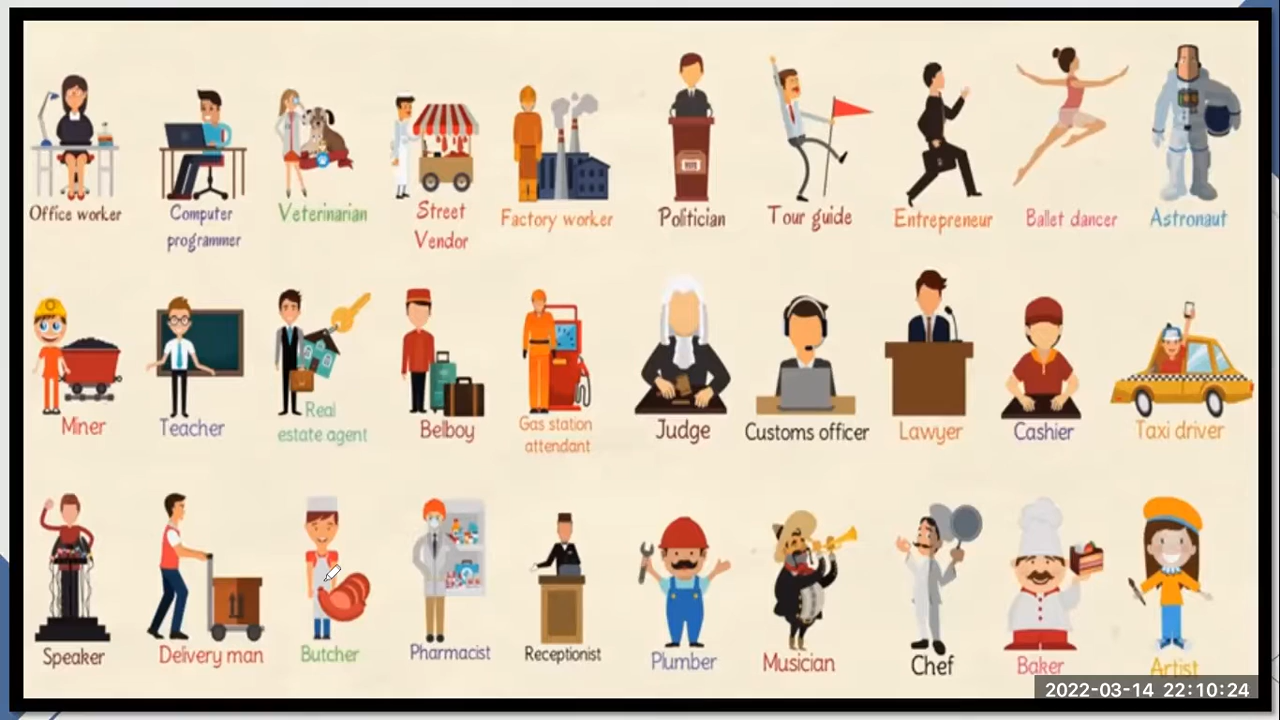 Office worker
Computer
programmer
Veterinarian
Street
Vendor
Factory worker
Politician
Tour guide
Entrepreneur
Ballet dancer
Astronaut
Miner
Teacher
Real
estate agent
Belboy
Gas station
attendant
Judge
Customs officer
Lawyer
Cashier
Taxi driver
Speaker
Delivery man
Butcher
Pharmacist
Receptionist
Plumber
Musician
Chef
Baker
Artist
2022-03-14 22:10:24